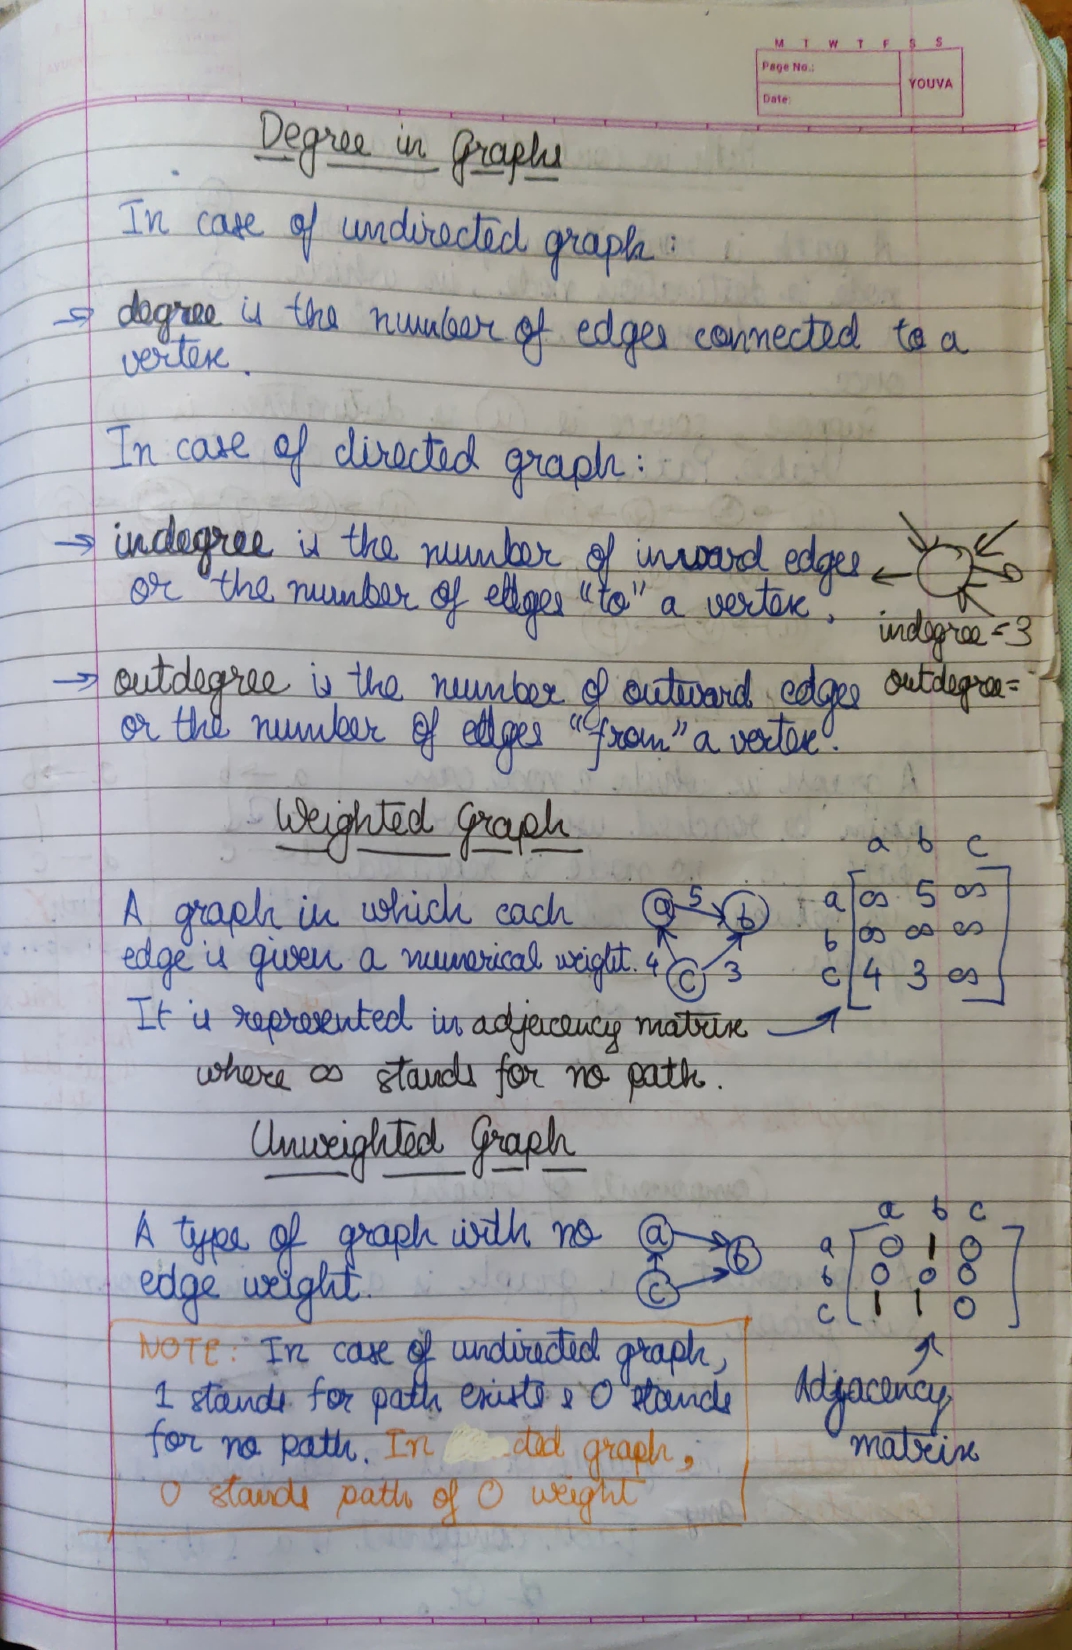 M T W T F S S
Page No.:
YOUVA
Date:
Degree in Graphs
In case of undirected graph:
→ degree is the number of edges connected to a
vertex.
In case of directed graph:
→ indegree is the number of inward edges
or the number of edges "to" a vertex.
indegree = 3
→ outdegree is the number of outward edges
outdegree=
or the number of edges "from" a vertex.
Weighted Graph
a b c
A graph in which each
a 5 b
a ∞ 5 ∞
b ∞ ∞ ∞
edge is given a numerical weight.
4 c 3
c 4 3 ∞
It is represented in adjacency matrix →
where ∞ stands for no path.
Unweighted Graph
a b c
A type of graph with no
a b
a 0 1 0
b 0 0 0
edge weight.
c
c 1 1 0
NOTE: In case of undirected graph,
1 stands for path exists & 0 stands
for no path. In ted graph,
0 stands path of 0 weight
Adjacency
matrix